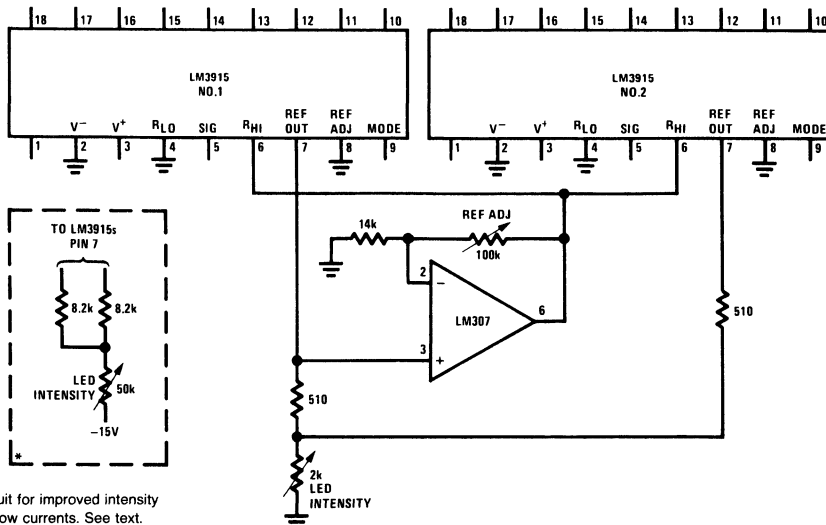 18 17 16 15 14 13 12 11 10
18 17 16 15 14 13 12 11 10
LM3915
NO.1
LM3915
NO.2
V− V+ RLO SIG RHI REF OUT REF ADJ MODE
V− V+ RLO SIG RHI REF OUT REF ADJ MODE
1 2 3 4 5 6 7 8 9
1 2 3 4 5 6 7 8 9
TO LM3915s
PIN 7
8.2k 8.2k
LED
INTENSITY
50k
−15V
*
14k
REF ADJ
100k
2
−
LM307
6
3
+
510
510
2k
LED
INTENSITY
for improved intensity
currents. See text.